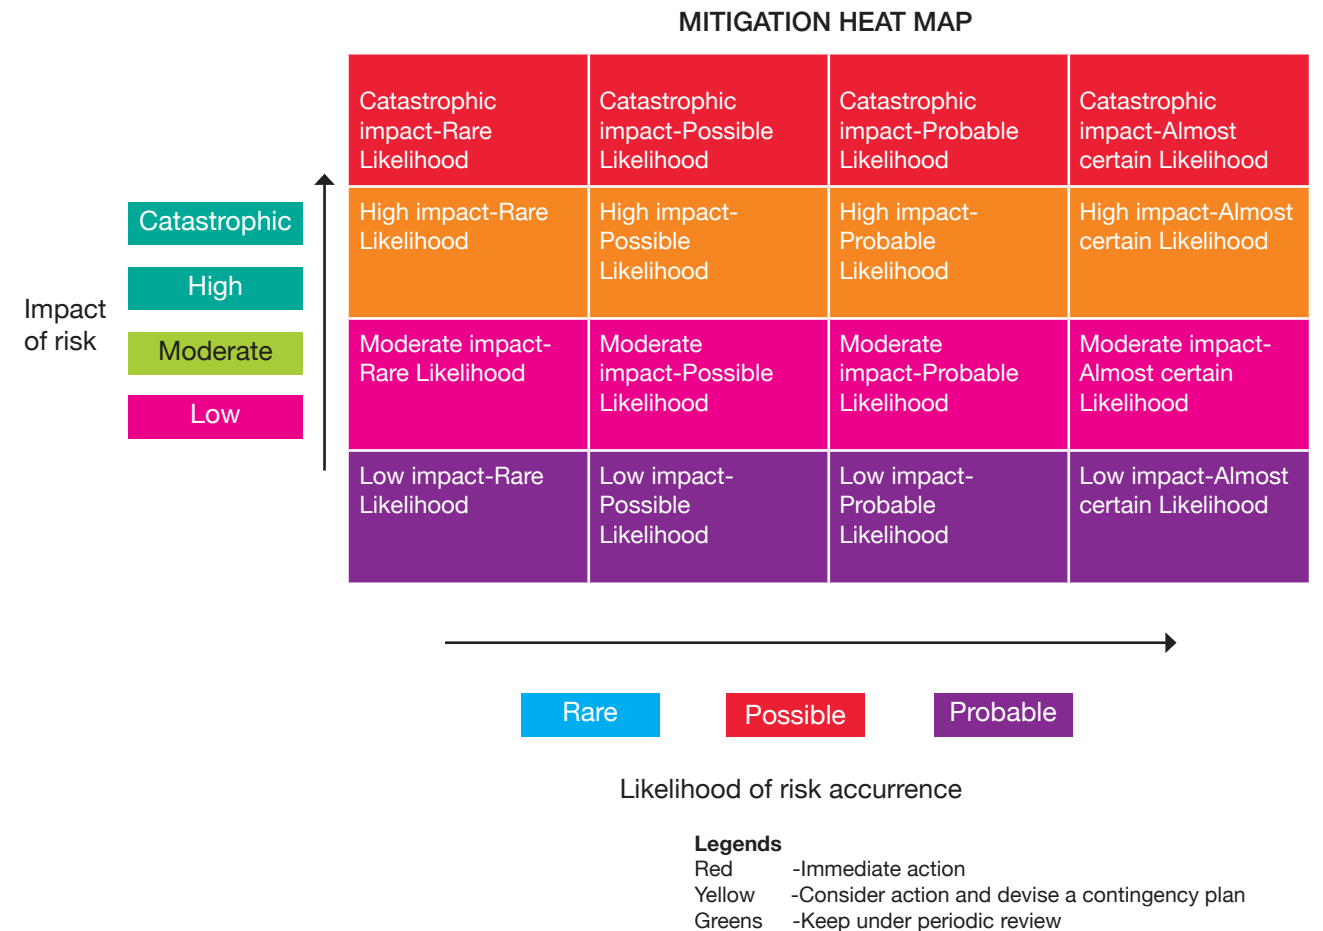 MITIGATION HEAT MAP
Catastrophic
impact-Rare
Likelihood
Catastrophic
impact-Possible
Likelihood
Catastrophic
impact-Probable
Likelihood
Catastrophic
impact-Almost
certain Likelihood
High impact-Rare
Likelihood
High impact-
Possible
Likelihood
High impact-
Probable
Likelihood
High impact-Almost
certain Likelihood
Moderate impact-
Rare Likelihood
Moderate
impact-Possible
Likelihood
Moderate
impact-Probable
Likelihood
Moderate impact-
Almost certain
Likelihood
Low impact-Rare
Likelihood
Low impact-
Possible
Likelihood
Low impact-
Probable
Likelihood
Low impact-Almost
certain Likelihood
Impact
of risk
Catastrophic
High
Moderate
Low
Rare
Possible
Probable
Likelihood of risk accurrence
Legends
Red -Immediate action
Yellow -Consider action and devise a contingency plan
Greens -Keep under periodic review